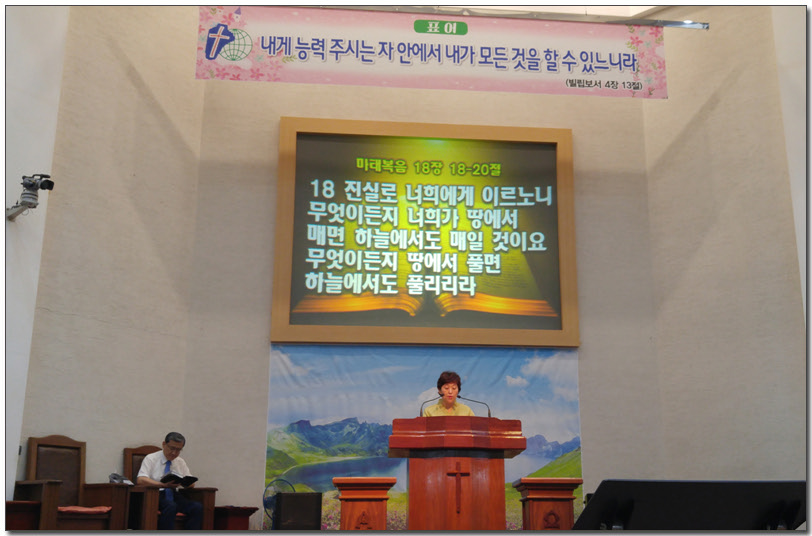 표 어
내게 능력 주시는 자 안에서 내가 모든 것을 할 수 있느니라
(빌립보서 4장 13절)
마태복음 18장 18-20절
18 진실로 너희에게 이르노니
무엇이든지 너희가 땅에서
매면 하늘에서도 매일 것이요
무엇이든지 땅에서 풀면
하늘에서도 풀리리라